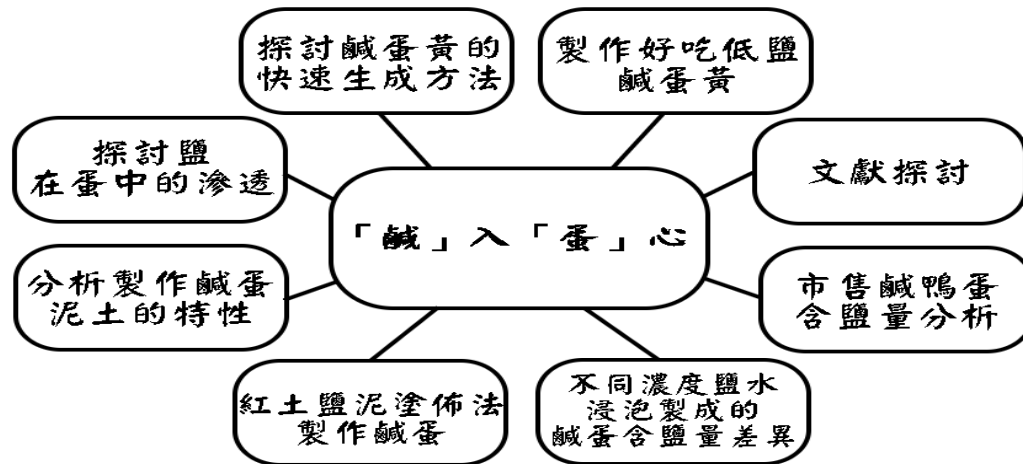 探討鹹蛋黃的
快速生成方法
製作好吃低鹽
鹹蛋黃
探討鹽
在蛋中的滲透
文獻探討
「鹹」入「蛋」心
分析製作鹹蛋
泥土的特性
市售鹹鴨蛋
含鹽量分析
紅土鹽泥塗佈法
製作鹹蛋
不同濃度鹽水
浸泡製成的
鹹蛋含鹽量差異